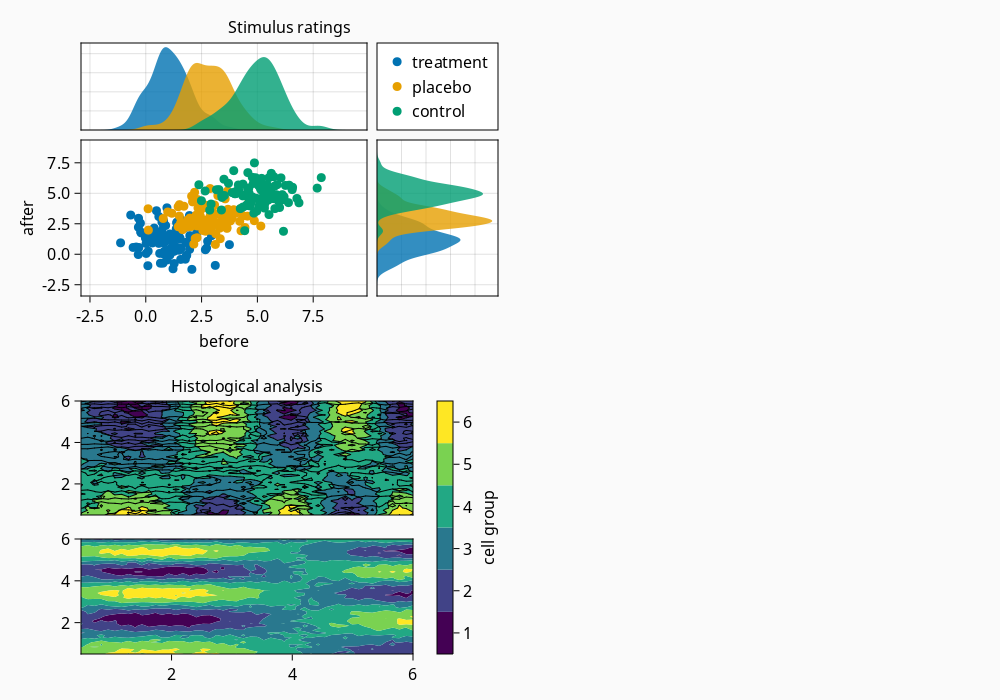 Stimulus ratings
treatment
placebo
control
7.5
5.0
2.5
0.0
-2.5
after
-2.5 0.0 2.5 5.0 7.5
before
Histological analysis
6
4
2
6
4
2
2 4 6
6
5
4
3
2
1
cell group